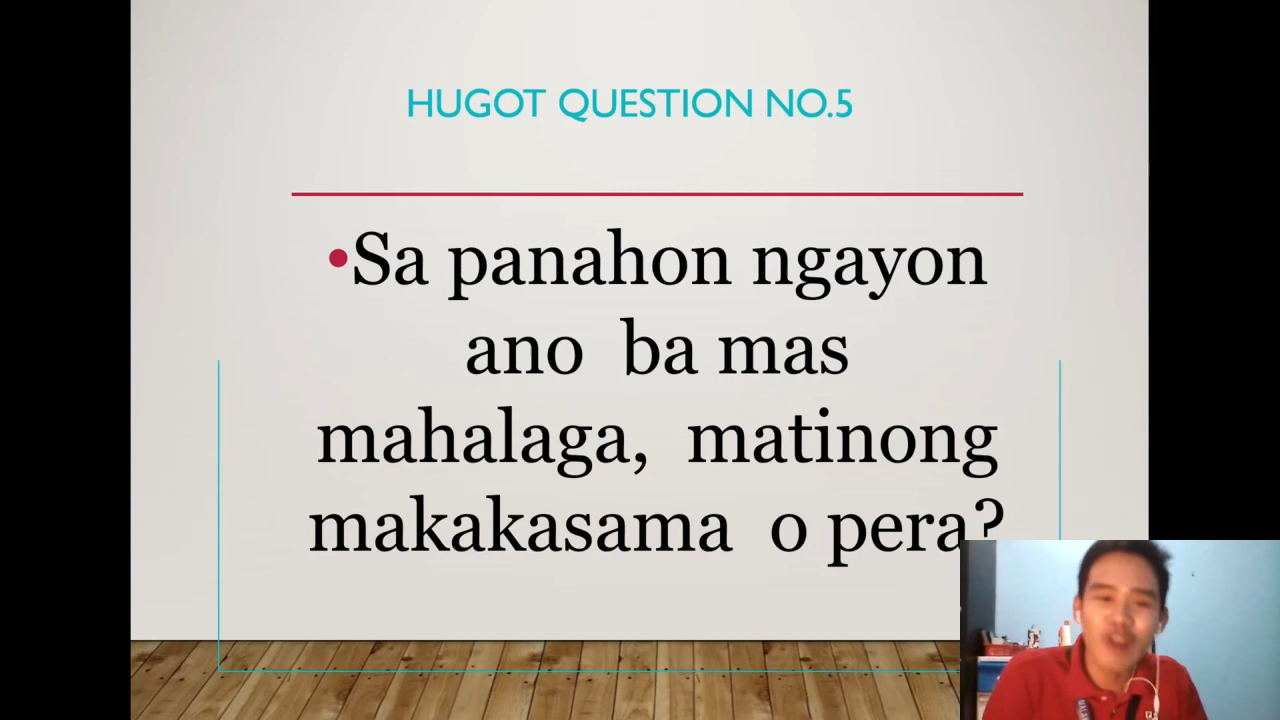 HUGOT QUESTION NO.5
•Sa panahon ngayon
ano ba mas
mahalaga, matinong
makakasama o pera?